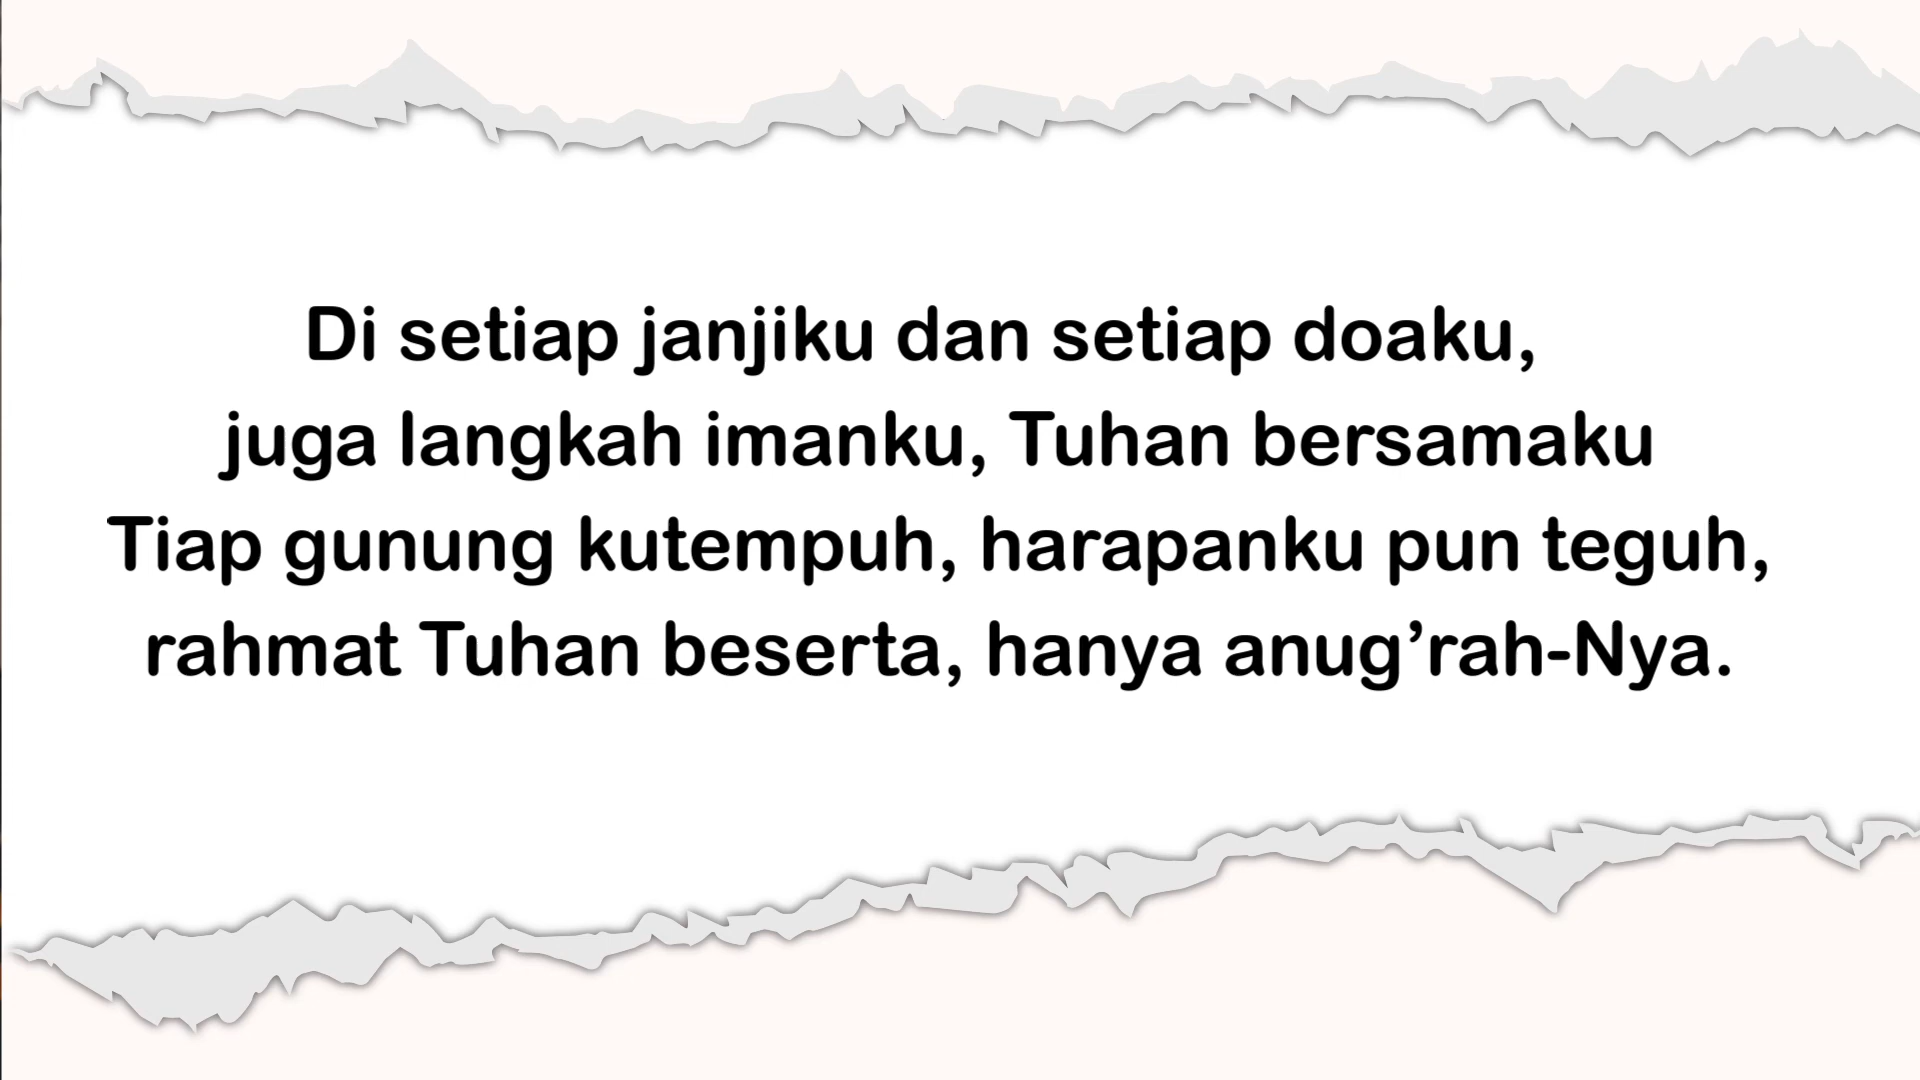 Di setiap janjiku dan setiap doaku,
juga langkah imanku, Tuhan bersamaku
Tiap gunung kutempuh, harapanku pun teguh,
rahmat Tuhan beserta, hanya anug’rah-Nya.